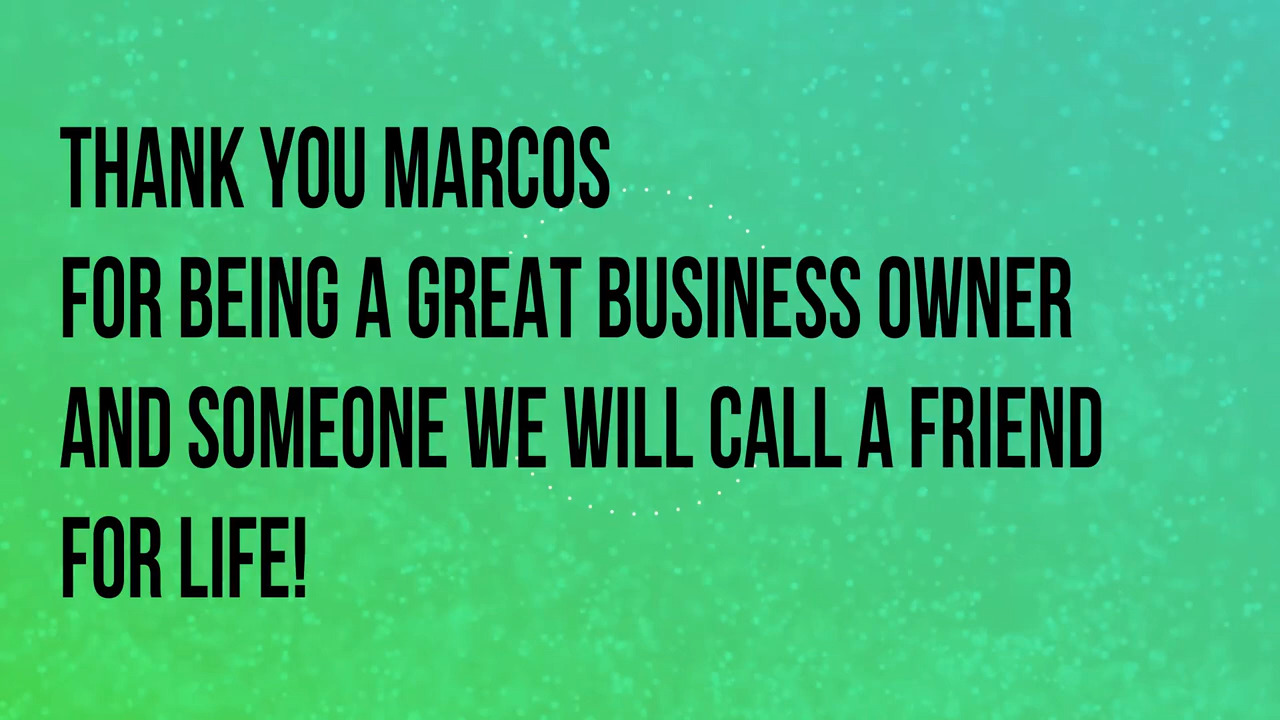 THANK YOU MARCOS
FOR BEING A GREAT BUSINESS OWNER
AND SOMEONE WE WILL CALL A FRIEND
FOR LIFE!